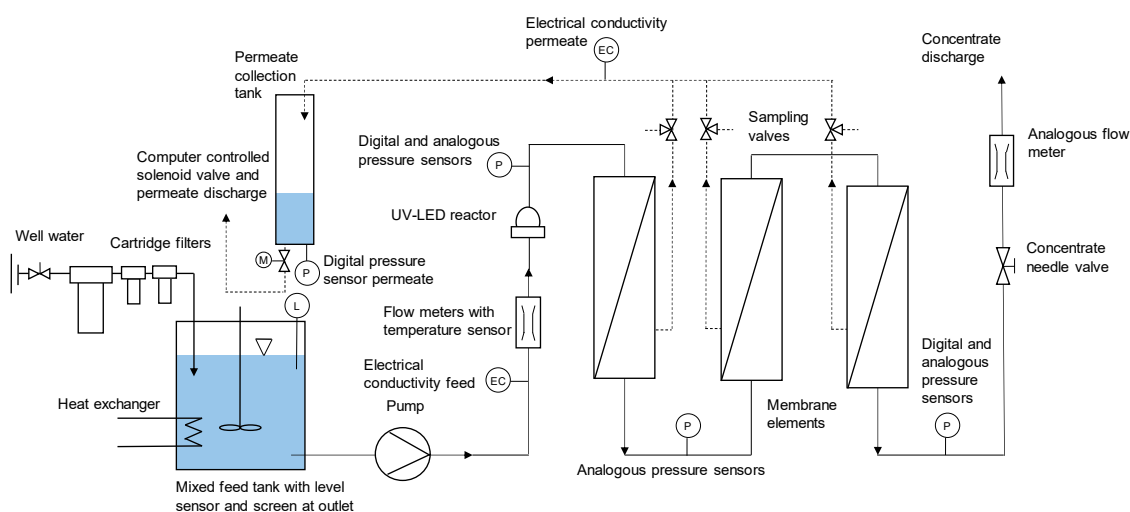 Electrical conductivity
permeate
EC
Concentrate
discharge
Permeate
collection
tank
Sampling
valves
Analogous flow
meter
Digital and analogous
pressure sensors
P
Computer controlled
solenoid valve and
permeate discharge
UV-LED reactor
Well water
Cartridge filters
M
P
Digital pressure
sensor permeate
Concentrate
needle valve
L
Flow meters with
temperature sensor
Electrical
conductivity feed
EC
Digital and
analogous
pressure
sensors
P
Heat exchanger
Pump
Membrane
elements
P
Analogous pressure sensors
Mixed feed tank with level
sensor and screen at outlet